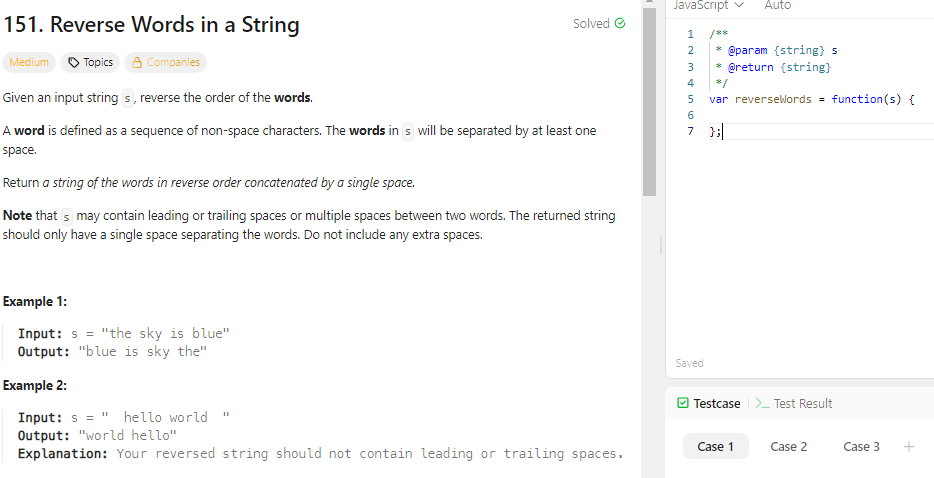 151. Reverse Words in a String
Solved
Medium
Topics
Companies
Given an input string s, reverse the order of the words.
A word is defined as a sequence of non-space characters. The words in s will be separated by at least one
space.
Return a string of the words in reverse order concatenated by a single space.
Note that s may contain leading or trailing spaces or multiple spaces between two words. The returned string
should only have a single space separating the words. Do not include any extra spaces.
Example 1:
Input: s = "the sky is blue"
Output: "blue is sky the"
Example 2:
Input: s = "  hello world  "
Output: "world hello"
Explanation: Your reversed string should not contain leading or trailing spaces.
JavaScript Auto
1 /**
2  * @param {string} s
3  * @return {string}
4  */
5 var reverseWords = function(s) {
6
7 };
Saved
Testcase >_ Test Result
Case 1 Case 2 Case 3 +